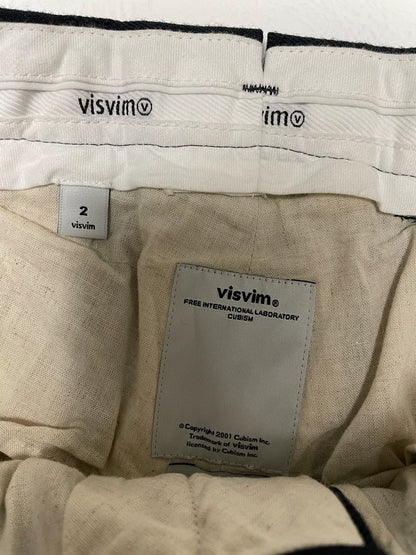 visvim Ⓥ
im Ⓥ
2
visvim
visvim®
FREE INTERNATIONAL LABORATORY
CUBISM
© Copyright 2001 Cubism Inc.
Trademark of visvim
licensed by Cubism Inc.